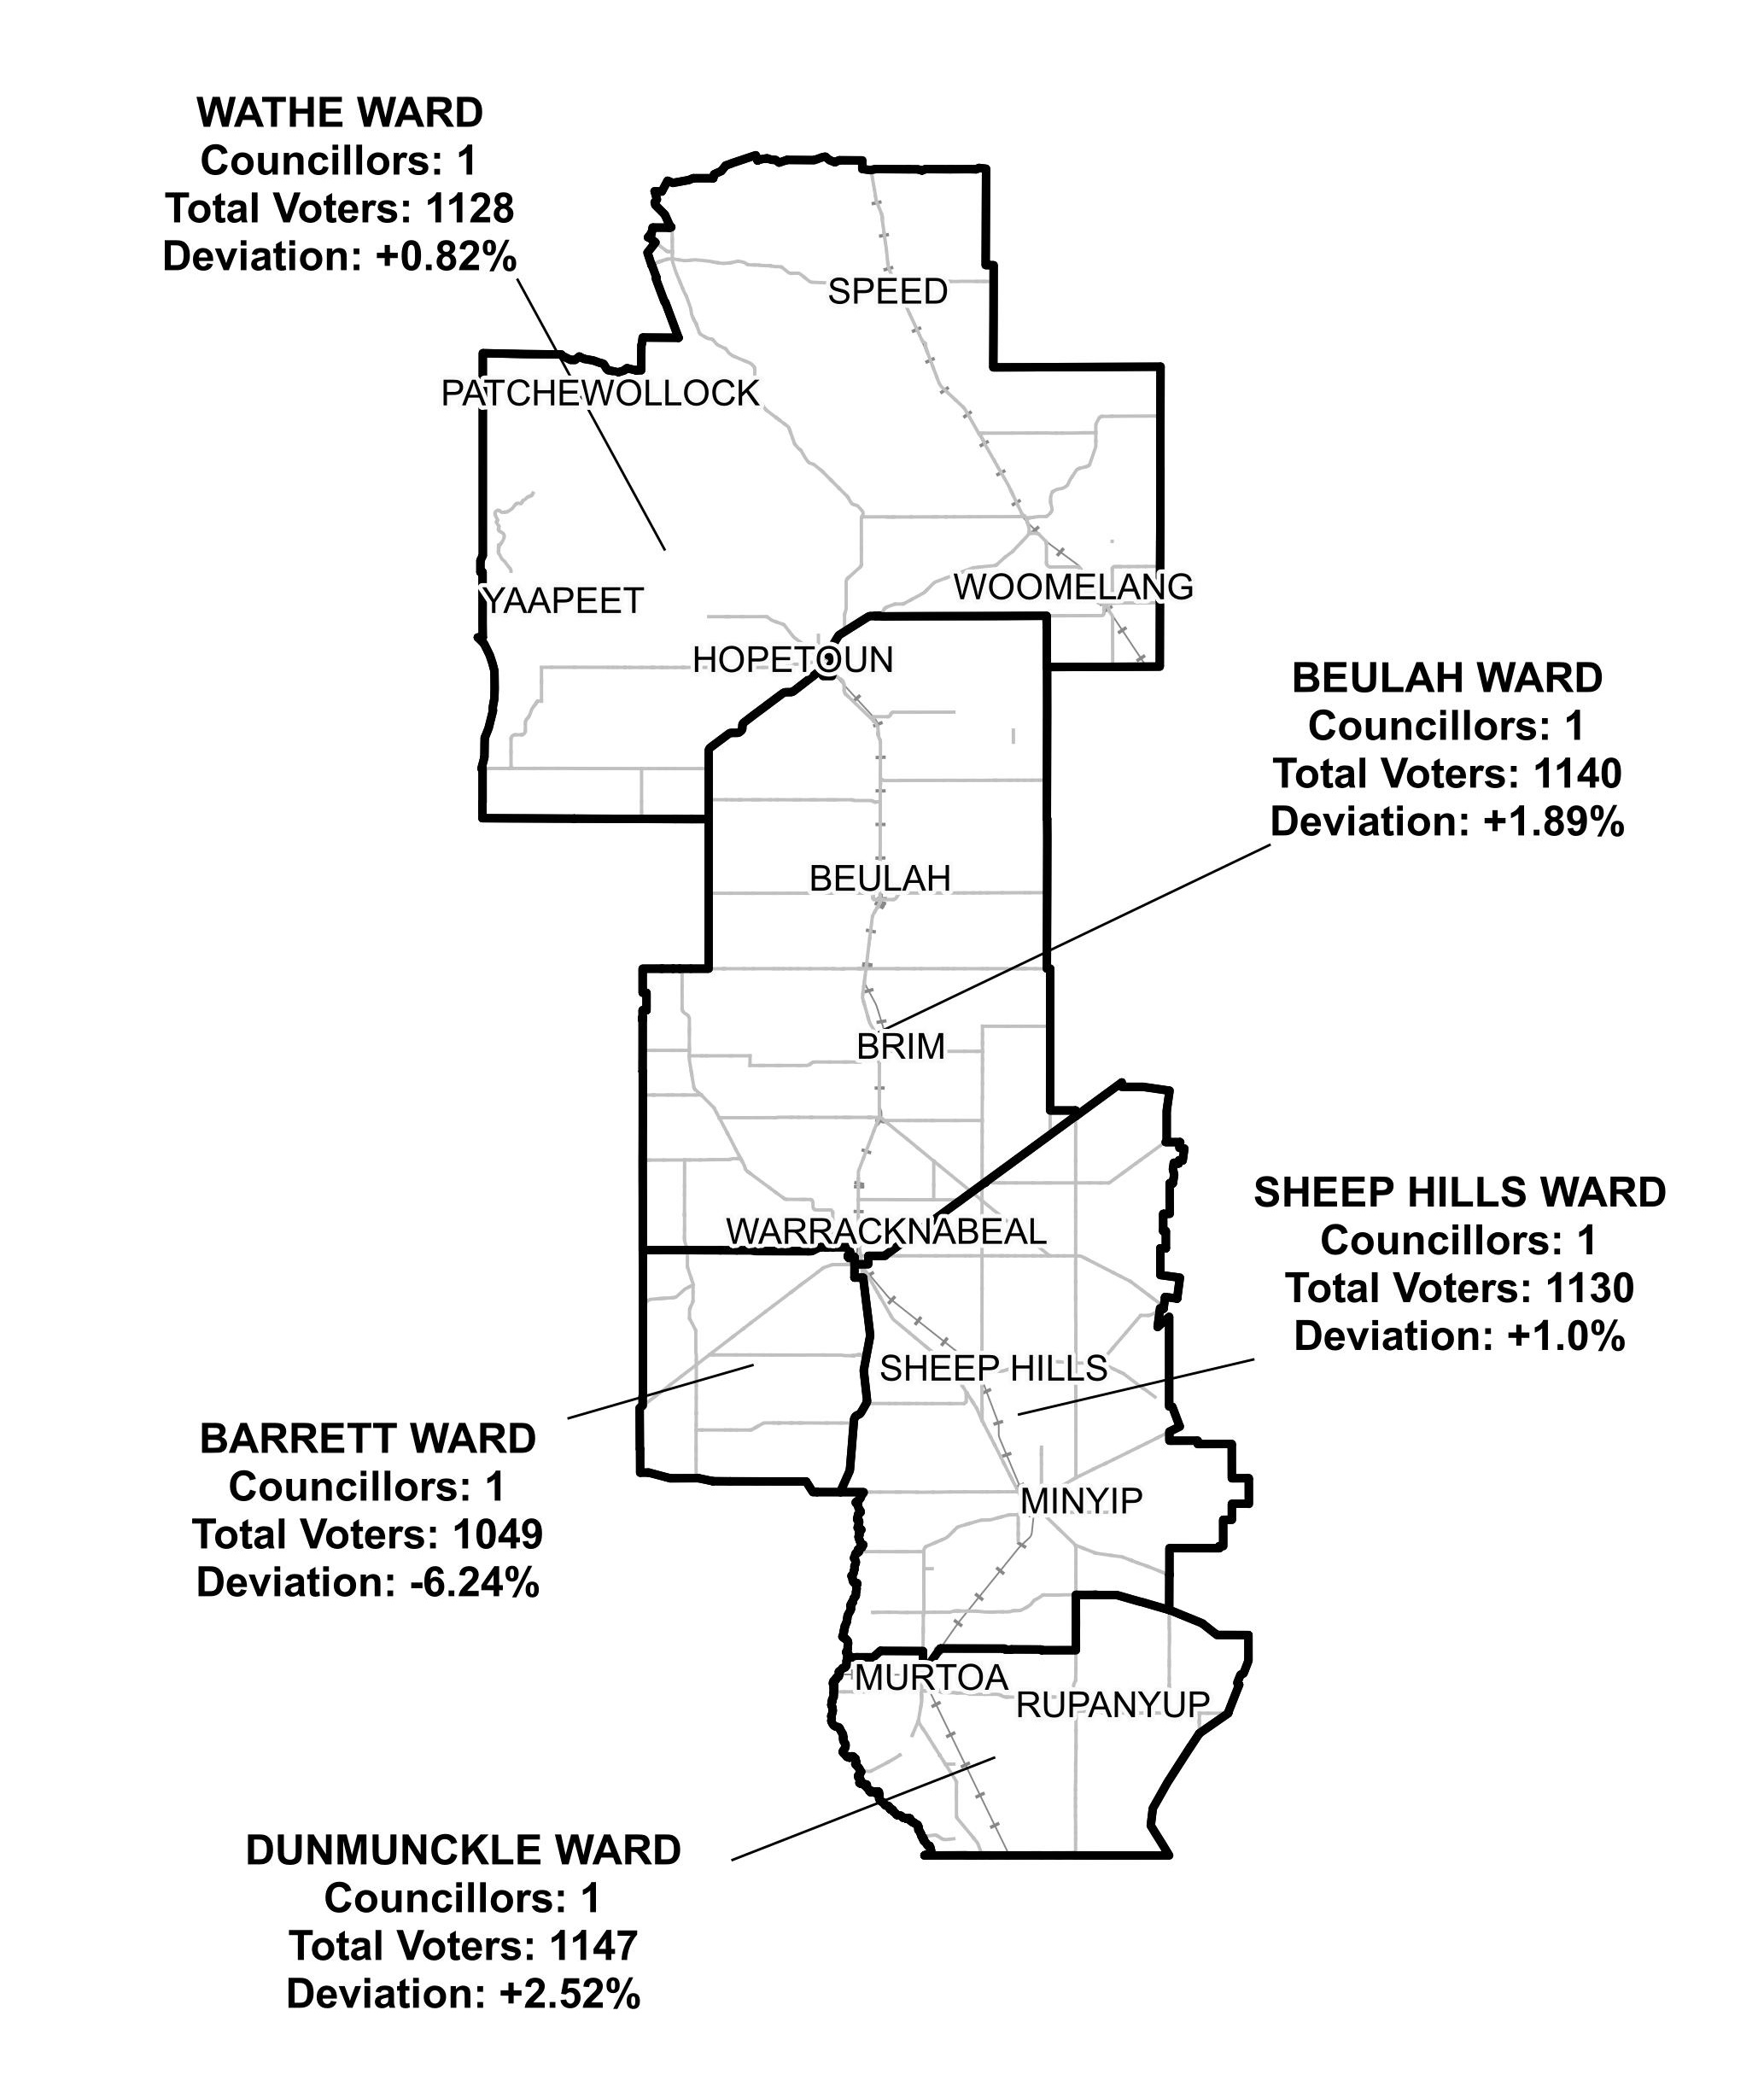 WATHE WARD
Councillors: 1
Total Voters: 1128
Deviation: +0.82%
SPEED
PATCHEWOLLOCK
WOOMELANG
YAAPEET
HOPETOUN
BEULAH WARD
Councillors: 1
Total Voters: 1140
Deviation: +1.89%
BEULAH
BRIM
WARRACKNABEAL
SHEEP HILLS WARD
Councillors: 1
Total Voters: 1130
Deviation: +1.0%
SHEEP HILLS
BARRETT WARD
Councillors: 1
Total Voters: 1049
Deviation: -6.24%
MINYIP
MURTOA
RUPANYUP
DUNMUNCKLE WARD
Councillors: 1
Total Voters: 1147
Deviation: +2.52%